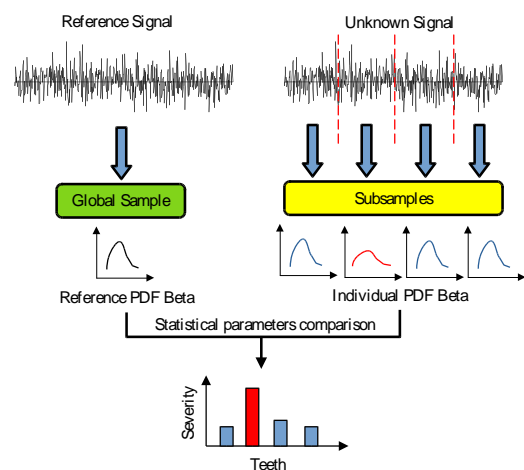 Reference Signal
Unknown Signal
Global Sample
Subsamples
Reference PDF Beta
Individual PDF Beta
Statistical parameters comparison
Severity
Teeth